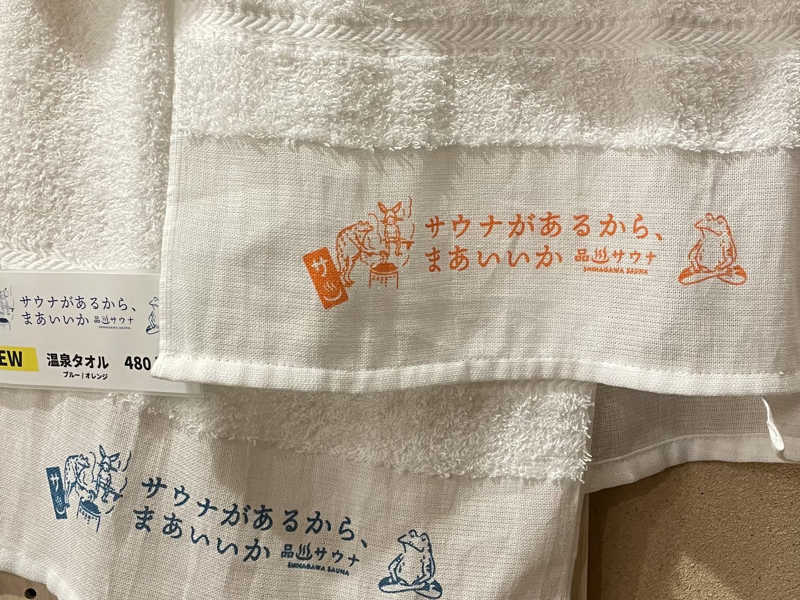 サウナがあるから、
まあいいか 品川サウナ
SHINAGAWA SAUNA
サ
サウナがあるから、
まあいいか 品川サウナ
SHINAGAWA SAUNA
EW 温泉タオル 480
ブルー/オレンジ
サ
サウナがあるから、
まあいいか 品川サウナ
SHINAGAWA SAUNA